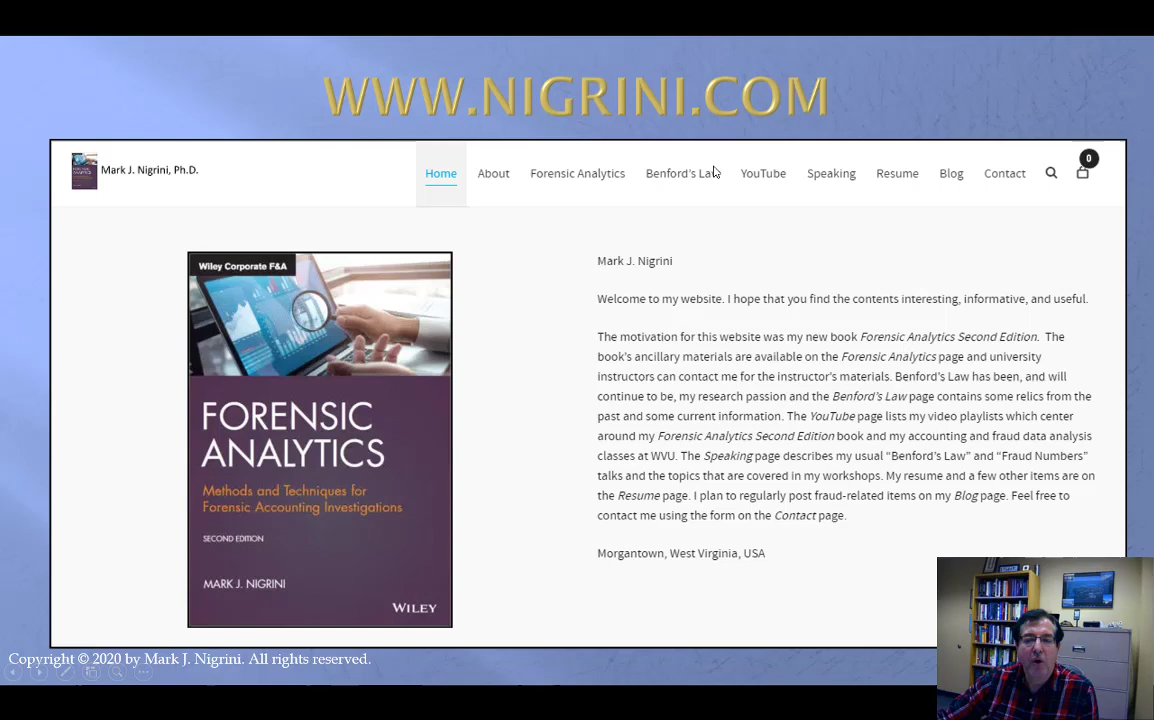 WWW.NIGRINI.COM
Mark J. Nigrini, Ph.D.
Home About Forensic Analytics Benford's Law YouTube Speaking Resume Blog Contact 0
Wiley Corporate F&A
FORENSIC
ANALYTICS
Methods and Techniques for
Forensic Accounting Investigations
SECOND EDITION
MARK J. NIGRINI
WILEY
Mark J. Nigrini
Welcome to my website. I hope that you find the contents interesting, informative, and useful.
The motivation for this website was my new book Forensic Analytics Second Edition. The
book's ancillary materials are available on the Forensic Analytics page and university
instructors can contact me for the instructor's materials. Benford's Law has been, and will
continue to be, my research passion and the Benford's Law page contains some relics from the
past and some current information. The YouTube page lists my video playlists which center
around my Forensic Analytics Second Edition book and my accounting and fraud data analysis
classes at WVU. The Speaking page describes my usual “Benford's Law” and “Fraud Numbers”
talks and the topics that are covered in my workshops. My resume and a few other items are on
the Resume page. I plan to regularly post fraud-related items on my Blog page. Feel free to
contact me using the form on the Contact page.
Morgantown, West Virginia, USA
Copyright © 2020 by Mark J. Nigrini. All rights reserved.